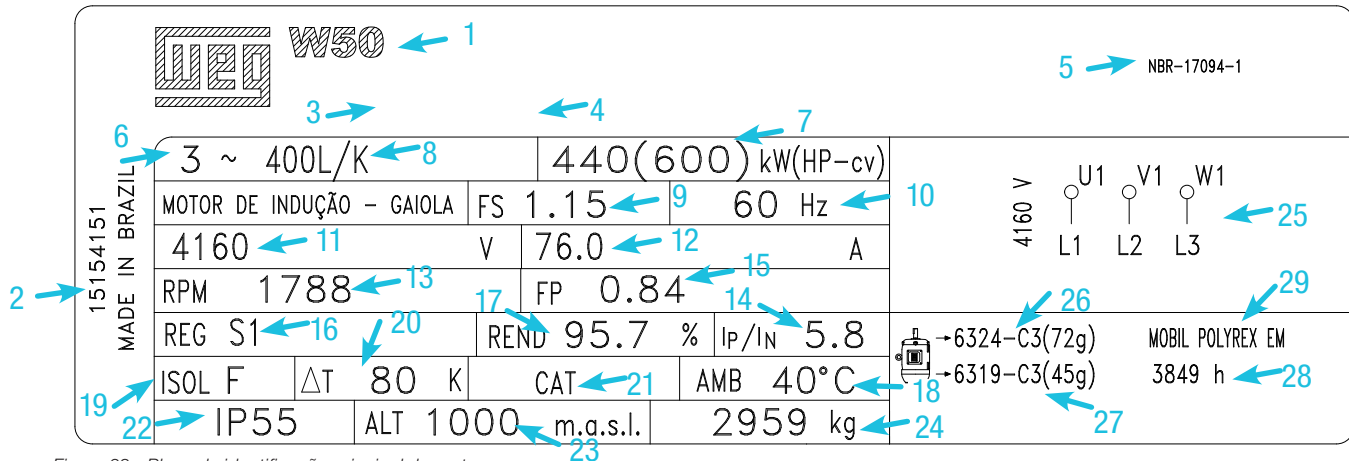 WEG W50 1
5 NBR-17094-1
3 4
6 7
3 ~ 400L/K 8 440(600) kW(HP-cv)
MOTOR DE INDUÇÃO - GAIOLA FS 1.15 9 60 Hz 10
4160 11 V 76.0 12 A
RPM 1788 13 FP 0.84 15
REG S1 16 17 REND 95.7 % 14 IP/IN 5.8
19 ISOL F 20 ΔT 80 K CAT 21 AMB 40°C 18
22 IP55 ALT 1000 m.a.s.l. 23 2959 kg 24
2 15154151
MADE IN BRAZIL
4160 V
U1 V1 W1
25
L1 L2 L3
26 29
6324-C3(72g) MOBIL POLYREX EM
6319-C3(45g) 3849 h 28
27